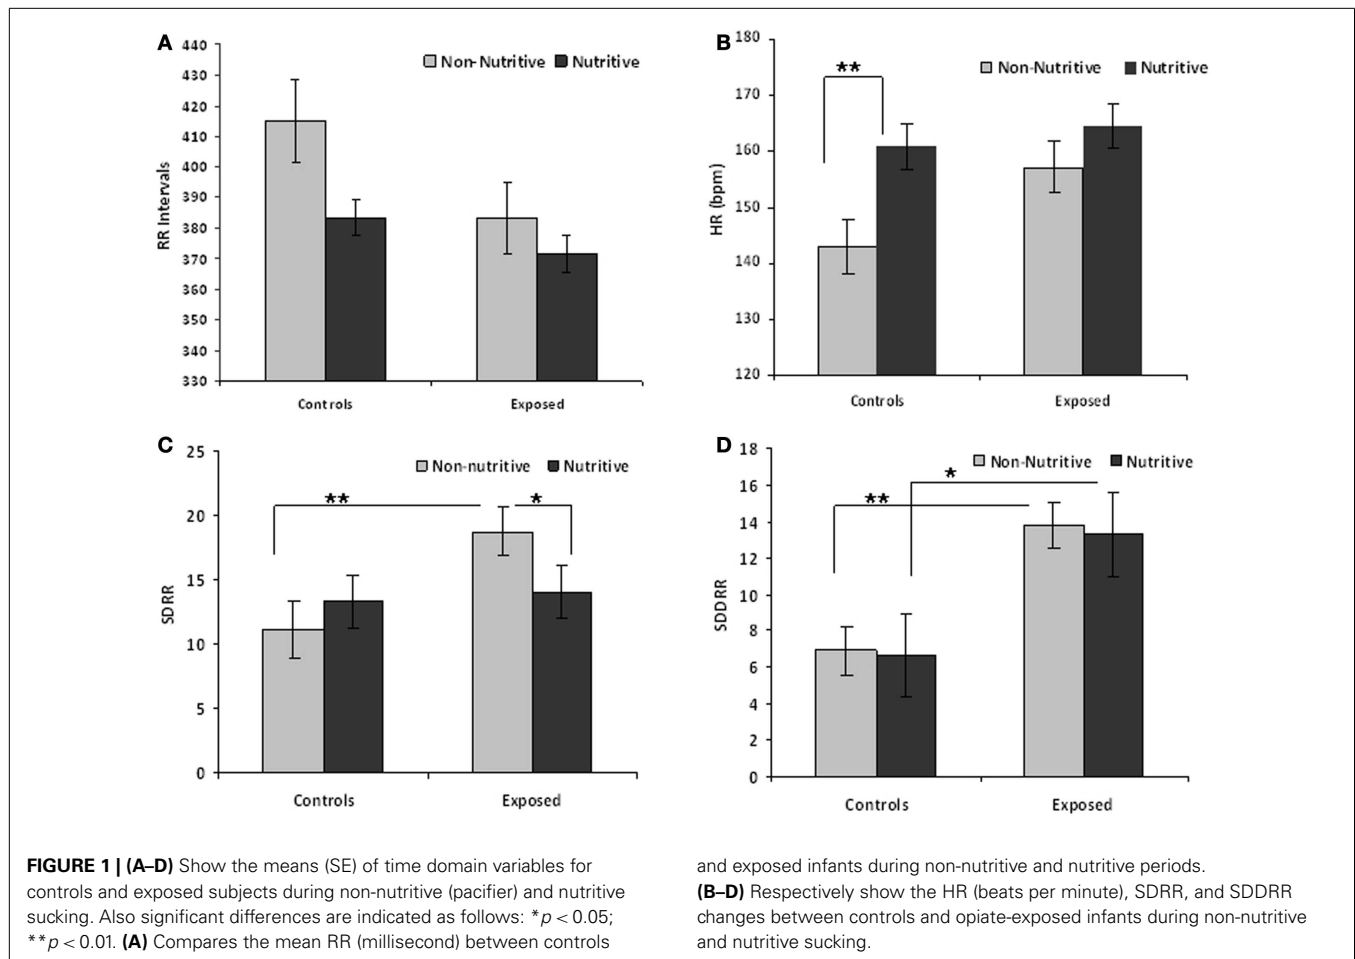 A
440
430
420
410
400
390
380
370
360
350
340
330
RR Intervals
Non-Nutritive Nutritive
Controls Exposed
B
180
170
160
150
140
130
120
HR (bpm)
Non-Nutritive Nutritive
**
Controls Exposed
C
25
20
15
10
5
0
SDRR
Non-nutritive Nutritive
** *
Controls Exposed
D
18
16
14
12
10
8
6
4
2
0
SDDRR
Non-Nutritive Nutritive
*
**
Controls Exposed
FIGURE 1 | (A–D) Show the means (SE) of time domain variables for
controls and exposed subjects during non-nutritive (pacifier) and nutritive
sucking. Also significant differences are indicated as follows: *p < 0.05;
**p < 0.01. (A) Compares the mean RR (millisecond) between controls
and exposed infants during non-nutritive and nutritive periods.
(B–D) Respectively show the HR (beats per minute), SDRR, and SDDRR
changes between controls and opiate-exposed infants during non-nutritive
and nutritive sucking.